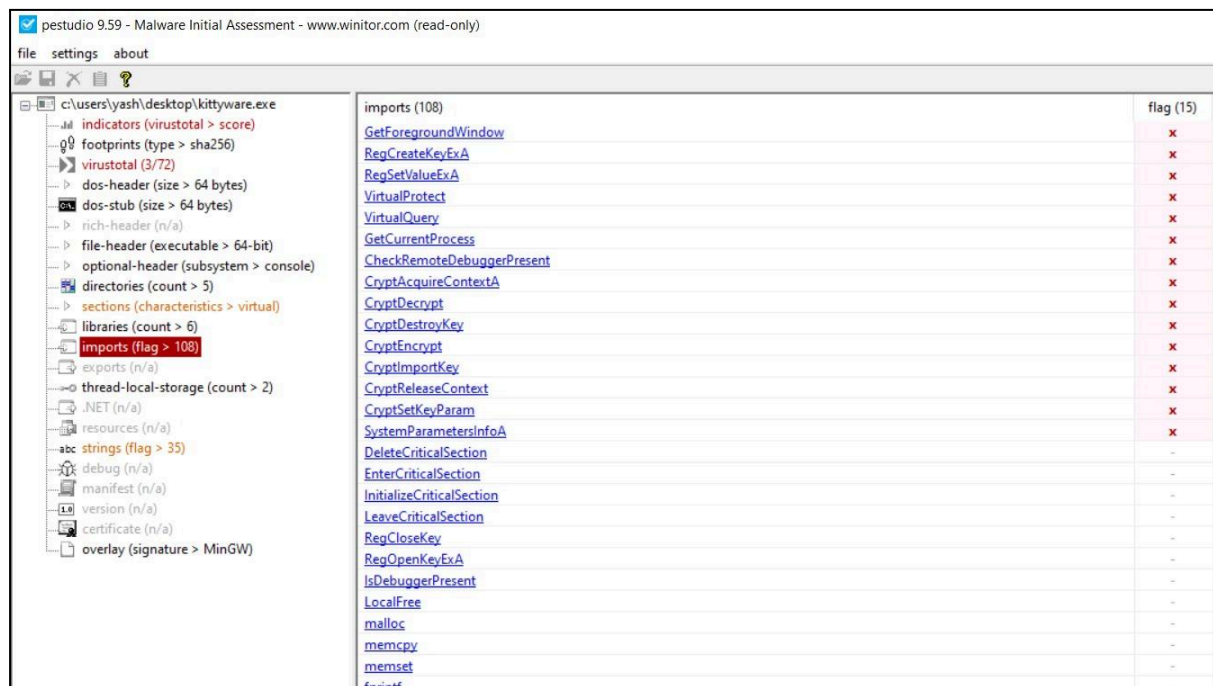 pestudio 9.59 - Malware Initial Assessment - www.winitor.com (read-only)
file settings about
c:\users\yash\desktop\kittyware.exe
indicators (virustotal > score)
footprints (type > sha256)
virustotal (3/72)
dos-header (size > 64 bytes)
dos-stub (size > 64 bytes)
rich-header (n/a)
file-header (executable > 64-bit)
optional-header (subsystem > console)
directories (count > 5)
sections (characteristics > virtual)
libraries (count > 6)
imports (flag > 108)
exports (n/a)
thread-local-storage (count > 2)
.NET (n/a)
resources (n/a)
abc strings (flag > 35)
debug (n/a)
manifest (n/a)
1.0 version (n/a)
certificate (n/a)
overlay (signature > MinGW)
imports (108) flag (15)
GetForegroundWindow x
RegCreateKeyExA x
RegSetValueExA x
VirtualProtect x
VirtualQuery x
GetCurrentProcess x
CheckRemoteDebuggerPresent x
CryptAcquireContextA x
CryptDecrypt x
CryptDestroyKey x
CryptEncrypt x
CryptImportKey x
CryptReleaseContext x
CryptSetKeyParam x
SystemParametersInfoA x
DeleteCriticalSection -
EnterCriticalSection -
InitializeCriticalSection -
LeaveCriticalSection -
RegCloseKey -
RegOpenKeyExA -
IsDebuggerPresent -
LocalFree -
malloc -
memcpy -
memset -